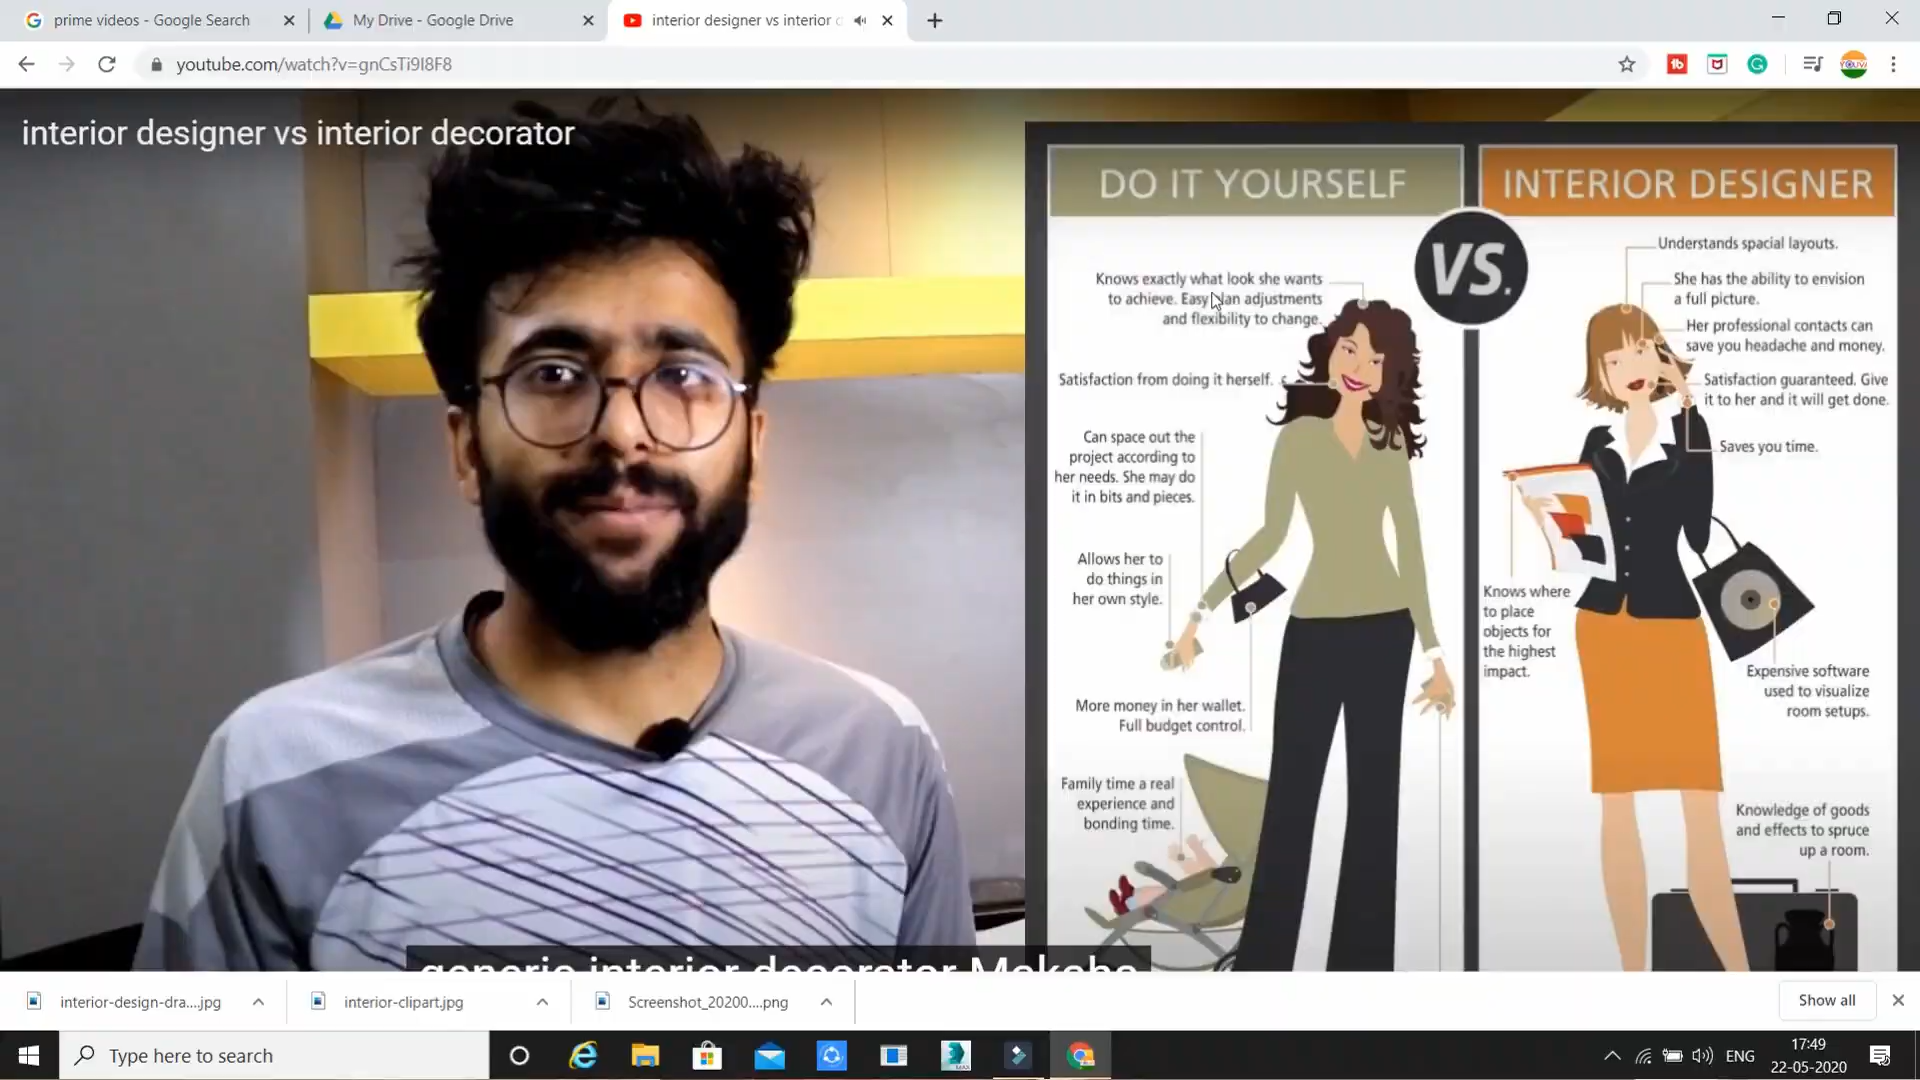 prime videos - Google Search
My Drive - Google Drive
interior designer vs interior
youtube.com/watch?v=gnCsTi9I8F8
interior designer vs interior decorator
DO IT YOURSELF
INTERIOR DESIGNER
VS.
Knows exactly what look she wants
to achieve. Easy plan adjustments
and flexibility to change.
Satisfaction from doing it herself.
Can space out the
project according to
her needs. She may do
it in bits and pieces.
Allows her to
do things in
her own style.
More money in her wallet.
Full budget control.
Family time a real
experience and
bonding time.
Understands spacial layouts.
She has the ability to envision
a full picture.
Her professional contacts can
save you headache and money.
Satisfaction guaranteed. Give
it to her and it will get done.
Saves you time.
Knows where
to place
objects for
the highest
impact.
Expensive software
used to visualize
room setups.
Knowledge of goods
and effects to spruce
up a room.
generic interior decorator
interior-design-dra....jpg
interior-clipart.jpg
Screenshot_20200....png
Show all
Type here to search
ENG
17:49
22-05-2020